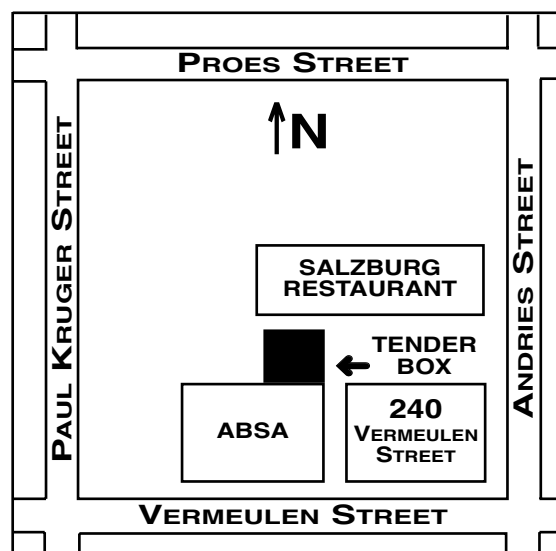 PROES STREET
N
PAUL KRUGER STREET
ANDRIES STREET
SALZBURG
RESTAURANT
TENDER
BOX
ABSA
240
VERMEULEN
STREET
VERMEULEN STREET